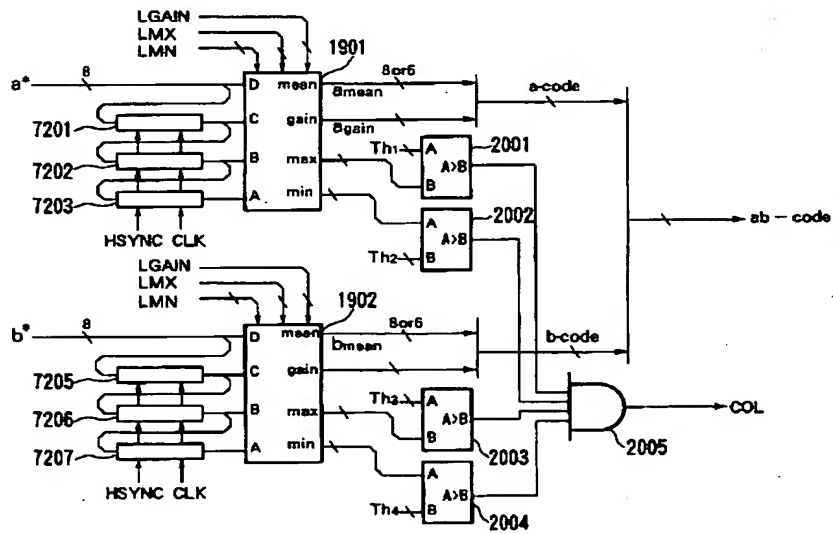 LGAIN
LMX
LMN
1901
a*
8
D
mean
8or6
amean
a-code
7201
C
gain
again
7202
B
max
Th1
A
A>B
B
2001
7203
A
min
2002
A
A>B
B
Th2
HSYNC CLK
ab-code
LGAIN
LMX
LMN
1902
b*
8
D
mean
8or6
bmean
b-code
7205
C
gain
7206
B
max
Th3
A
A>B
B
2003
7207
A
min
A
A>B
B
Th4
2004
HSYNC CLK
COL
2005